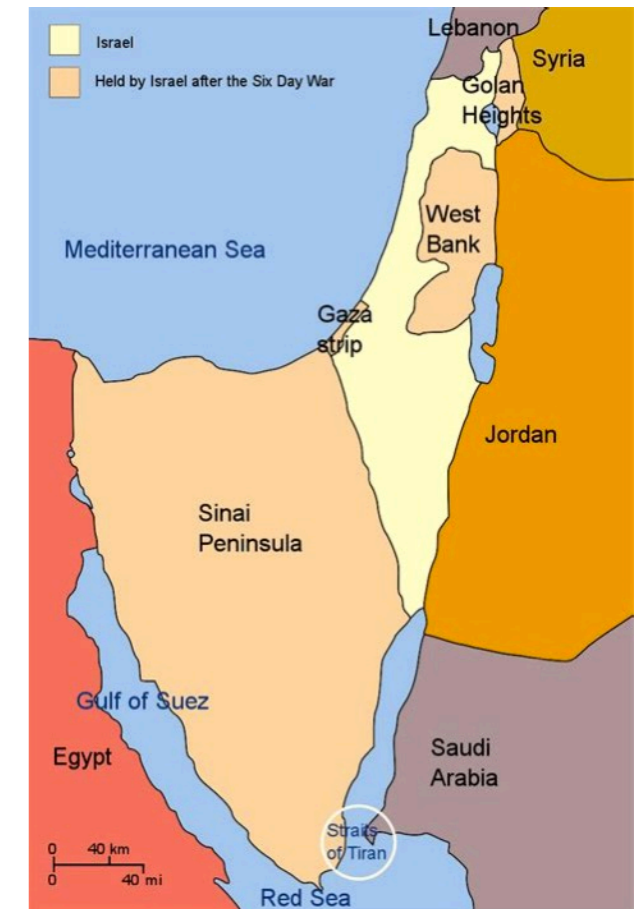 Israel
Held by Israel after the Six Day War
Lebanon
Syria
Golan
Heights
West
Bank
Mediterranean Sea
Gaza
strip
Jordan
Sinai
Peninsula
Gulf of Suez
Egypt
Saudi
Arabia
Straits
of Tiran
0 40 km
0 40 mi
Red Sea